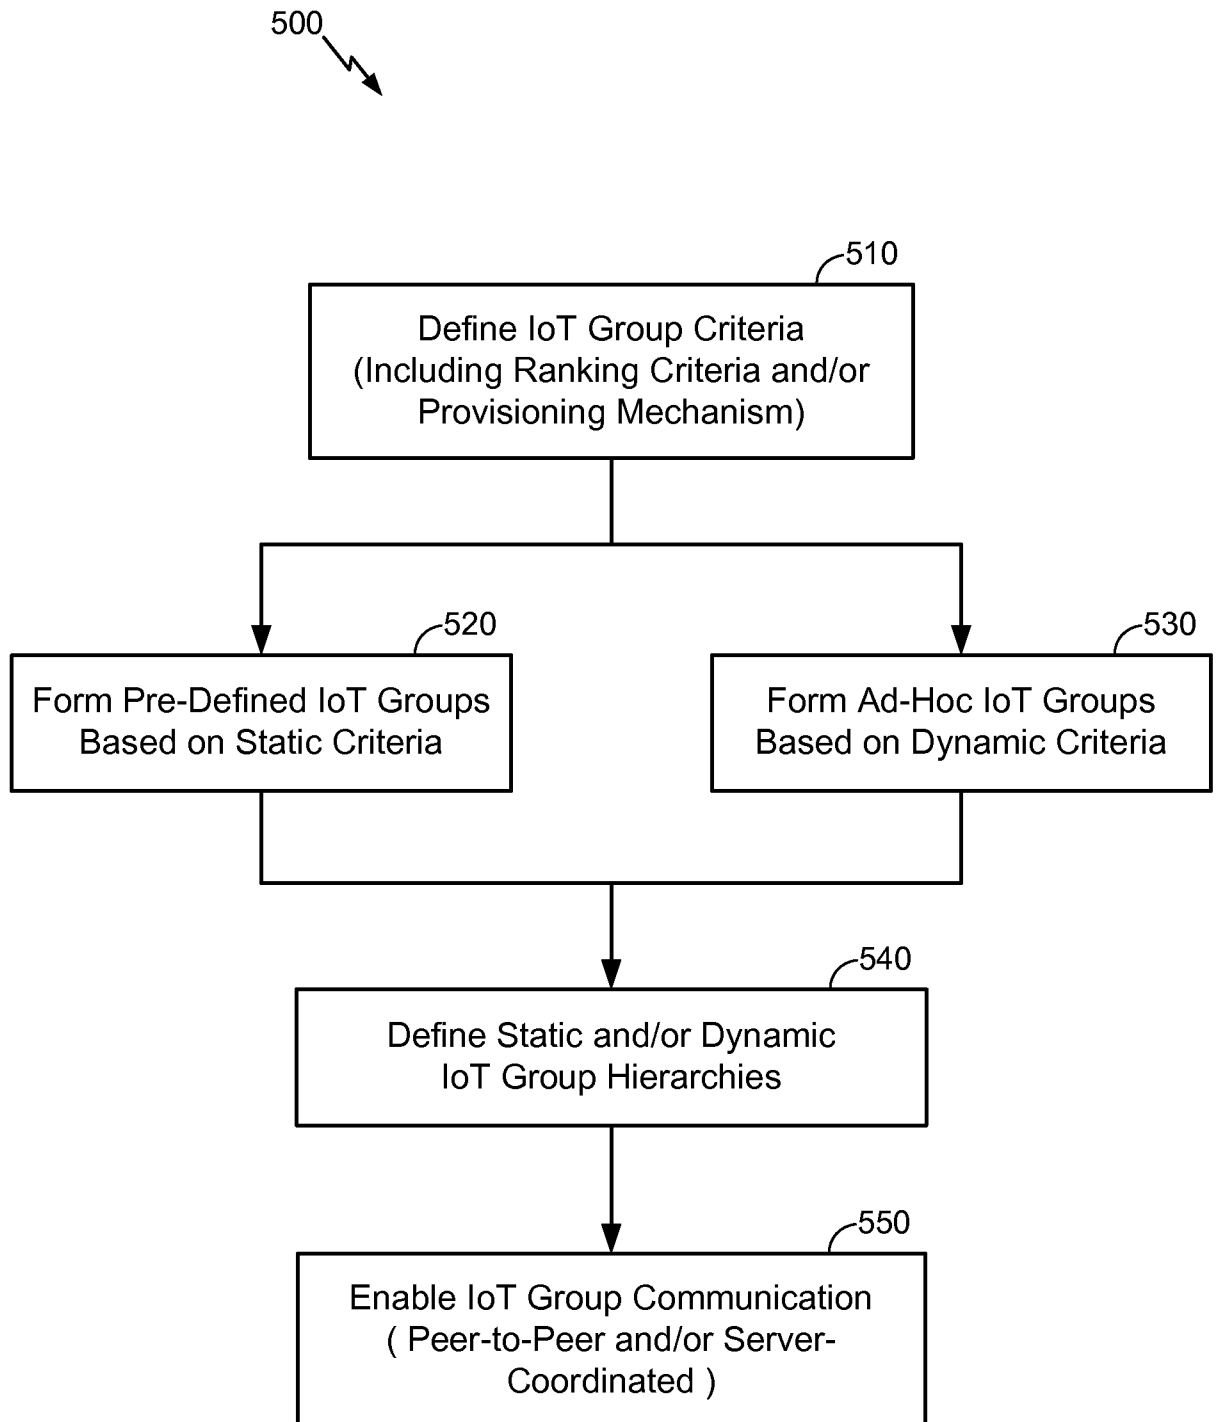 500
510
Define IoT Group Criteria
(Including Ranking Criteria and/or
Provisioning Mechanism)
520
Form Pre-Defined IoT Groups
Based on Static Criteria
530
Form Ad-Hoc IoT Groups
Based on Dynamic Criteria
540
Define Static and/or Dynamic
IoT Group Hierarchies
550
Enable IoT Group Communication
( Peer-to-Peer and/or Server-
Coordinated )